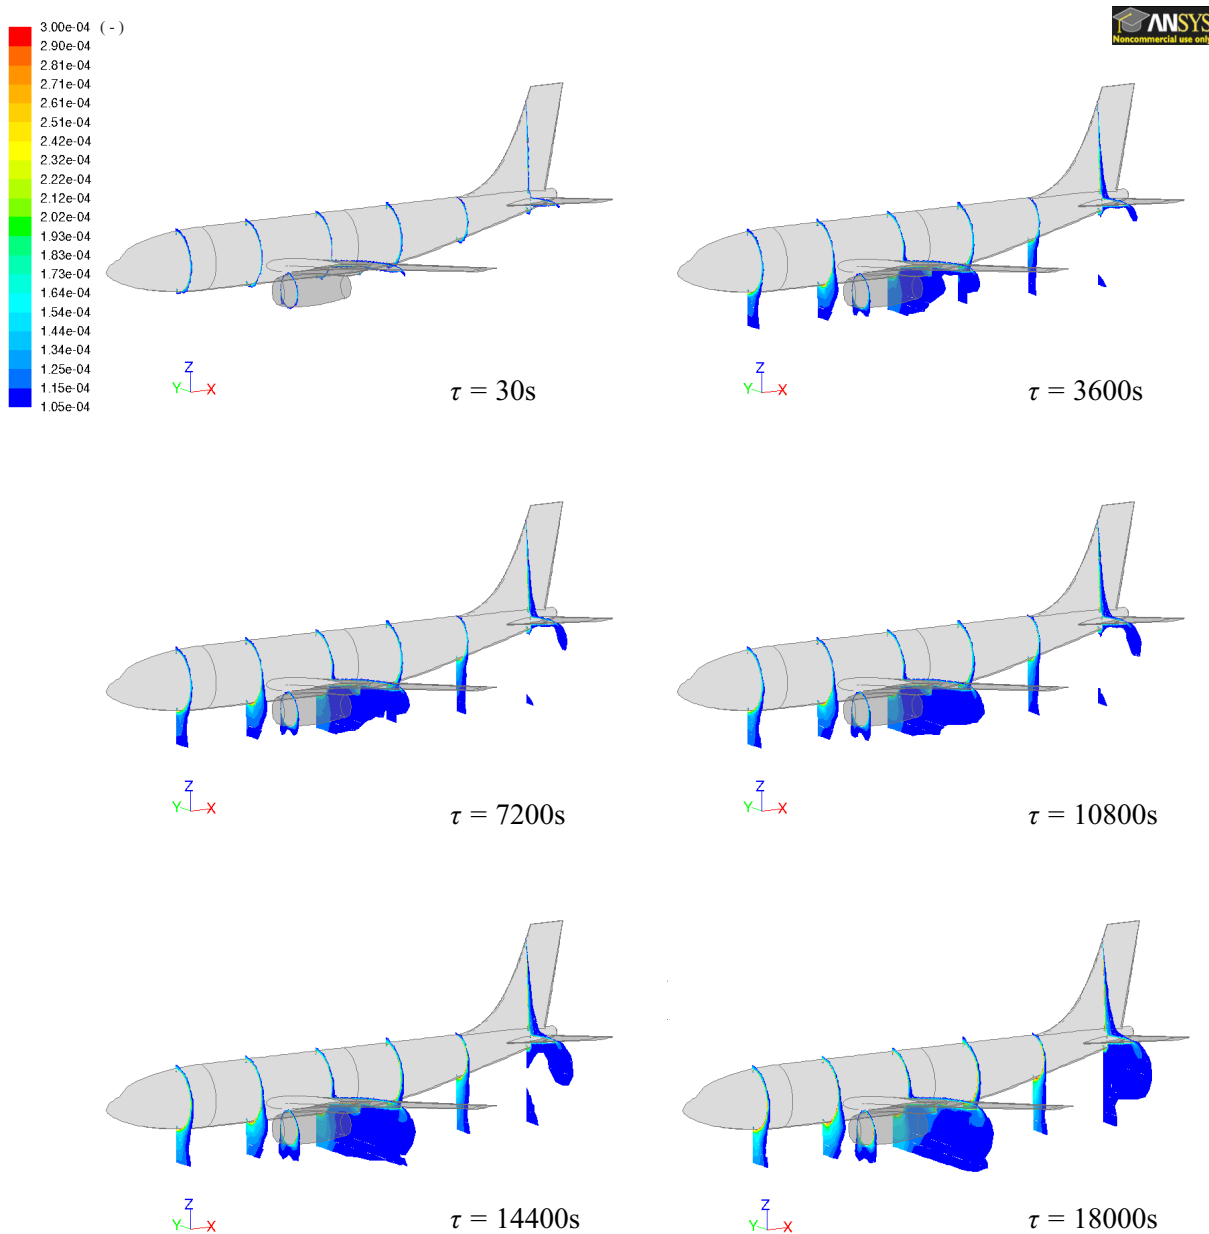 3.00e-04 (-)
2.90e-04
2.81e-04
2.71e-04
2.61e-04
2.51e-04
2.42e-04
2.32e-04
2.22e-04
2.12e-04
2.02e-04
1.93e-04
1.83e-04
1.73e-04
1.64e-04
1.54e-04
1.44e-04
1.34e-04
1.25e-04
1.15e-04
1.05e-04
ANSYS
Noncommercial use only
Z
Y X
τ = 30s
Z
Y X
τ = 3600s
Z
Y X
τ = 7200s
Z
Y X
τ = 10800s
Z
Y X
τ = 14400s
Z
Y X
τ = 18000s